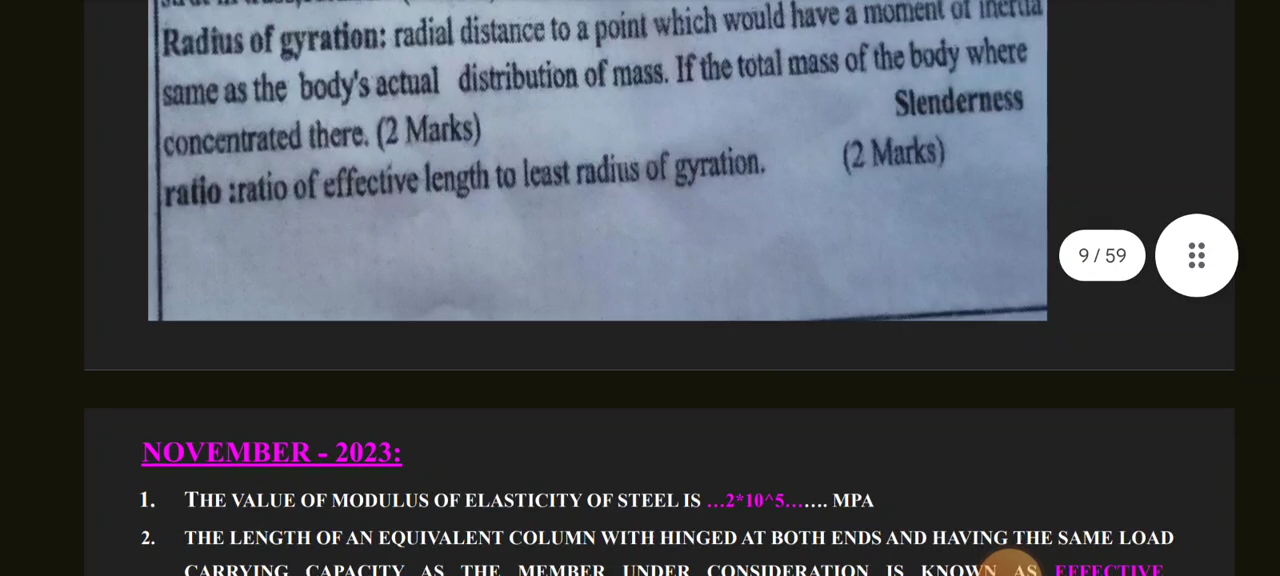 Radius of gyration: radial distance to a point which would have a moment of inertia
same as the body's actual distribution of mass. If the total mass of the body where
Slenderness
concentrated there. (2 Marks)
ratio :ratio of effective length to least radius of gyration. (2 Marks)
9 / 59
NOVEMBER - 2023:
1. THE VALUE OF MODULUS OF ELASTICITY OF STEEL IS ...2*10^5....... MPA
2. THE LENGTH OF AN EQUIVALENT COLUMN WITH HINGED AT BOTH ENDS AND HAVING THE SAME LOAD
CARRYING CAPACITY AS THE MEMBER UNDER CONSIDERATION IS KNOWN AS EFFECTIVE